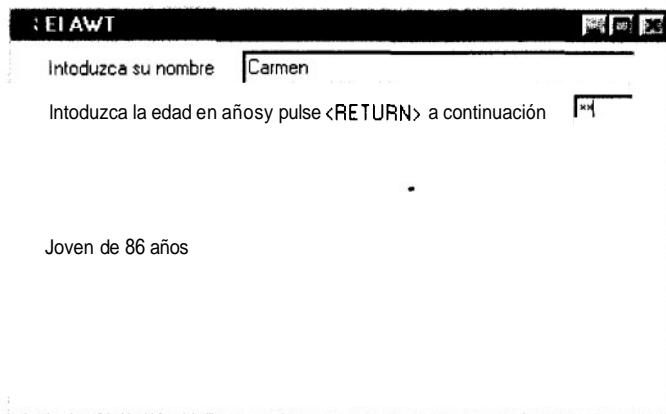 : El AWT
Intoduzca su nombre Carmen
Intoduzca la edad en añosy pulse <RETURN> a continuación **
Joven de 86 años